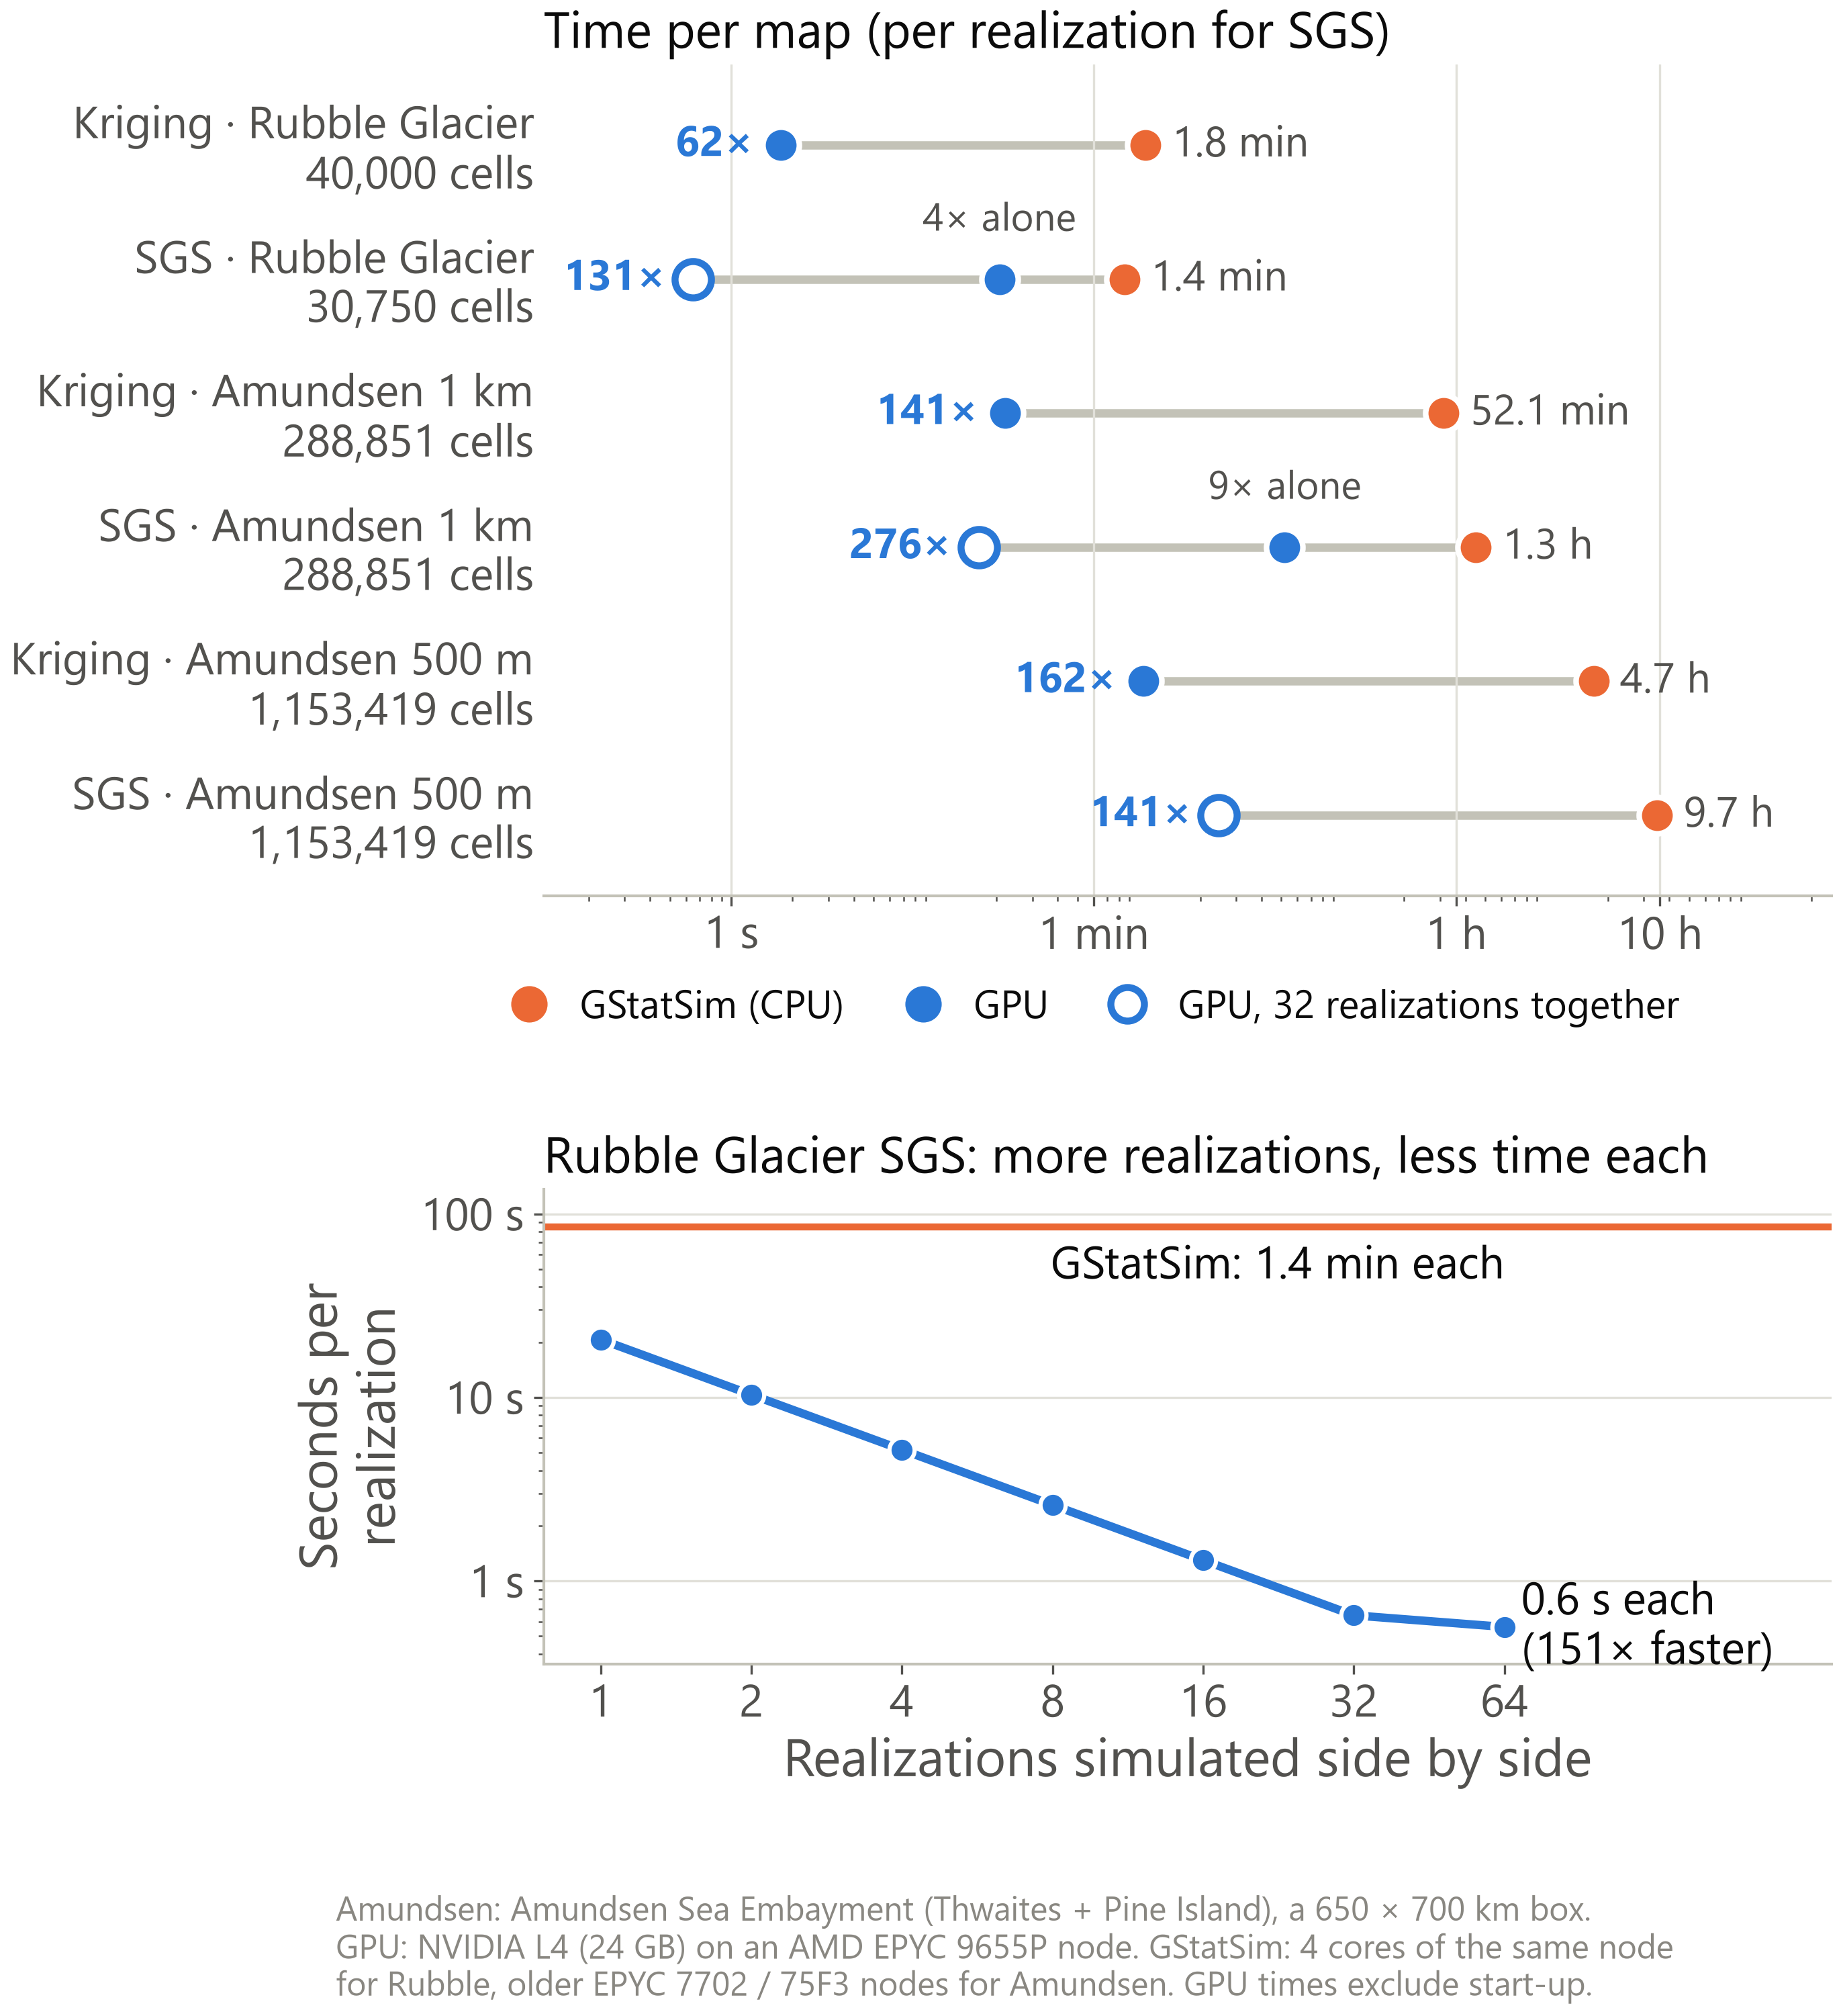 Time per map (per realization for SGS)
Kriging · Rubble Glacier
40,000 cells
62×
1.8 min
4× alone
SGS · Rubble Glacier
30,750 cells
131×
1.4 min
Kriging · Amundsen 1 km
288,851 cells
141×
52.1 min
9× alone
SGS · Amundsen 1 km
288,851 cells
276×
1.3 h
Kriging · Amundsen 500 m
1,153,419 cells
162×
4.7 h
SGS · Amundsen 500 m
1,153,419 cells
141×
9.7 h
1 s
1 min
1 h
10 h
GStatSim (CPU)
GPU
GPU, 32 realizations together
Rubble Glacier SGS: more realizations, less time each
100 s
GStatSim: 1.4 min each
Seconds per
realization
10 s
1 s
0.6 s each
(151× faster)
1
2
4
8
16
32
64
Realizations simulated side by side
Amundsen: Amundsen Sea Embayment (Thwaites + Pine Island), a 650 × 700 km box.
GPU: NVIDIA L4 (24 GB) on an AMD EPYC 9655P node. GStatSim: 4 cores of the same node
for Rubble, older EPYC 7702 / 75F3 nodes for Amundsen. GPU times exclude start-up.